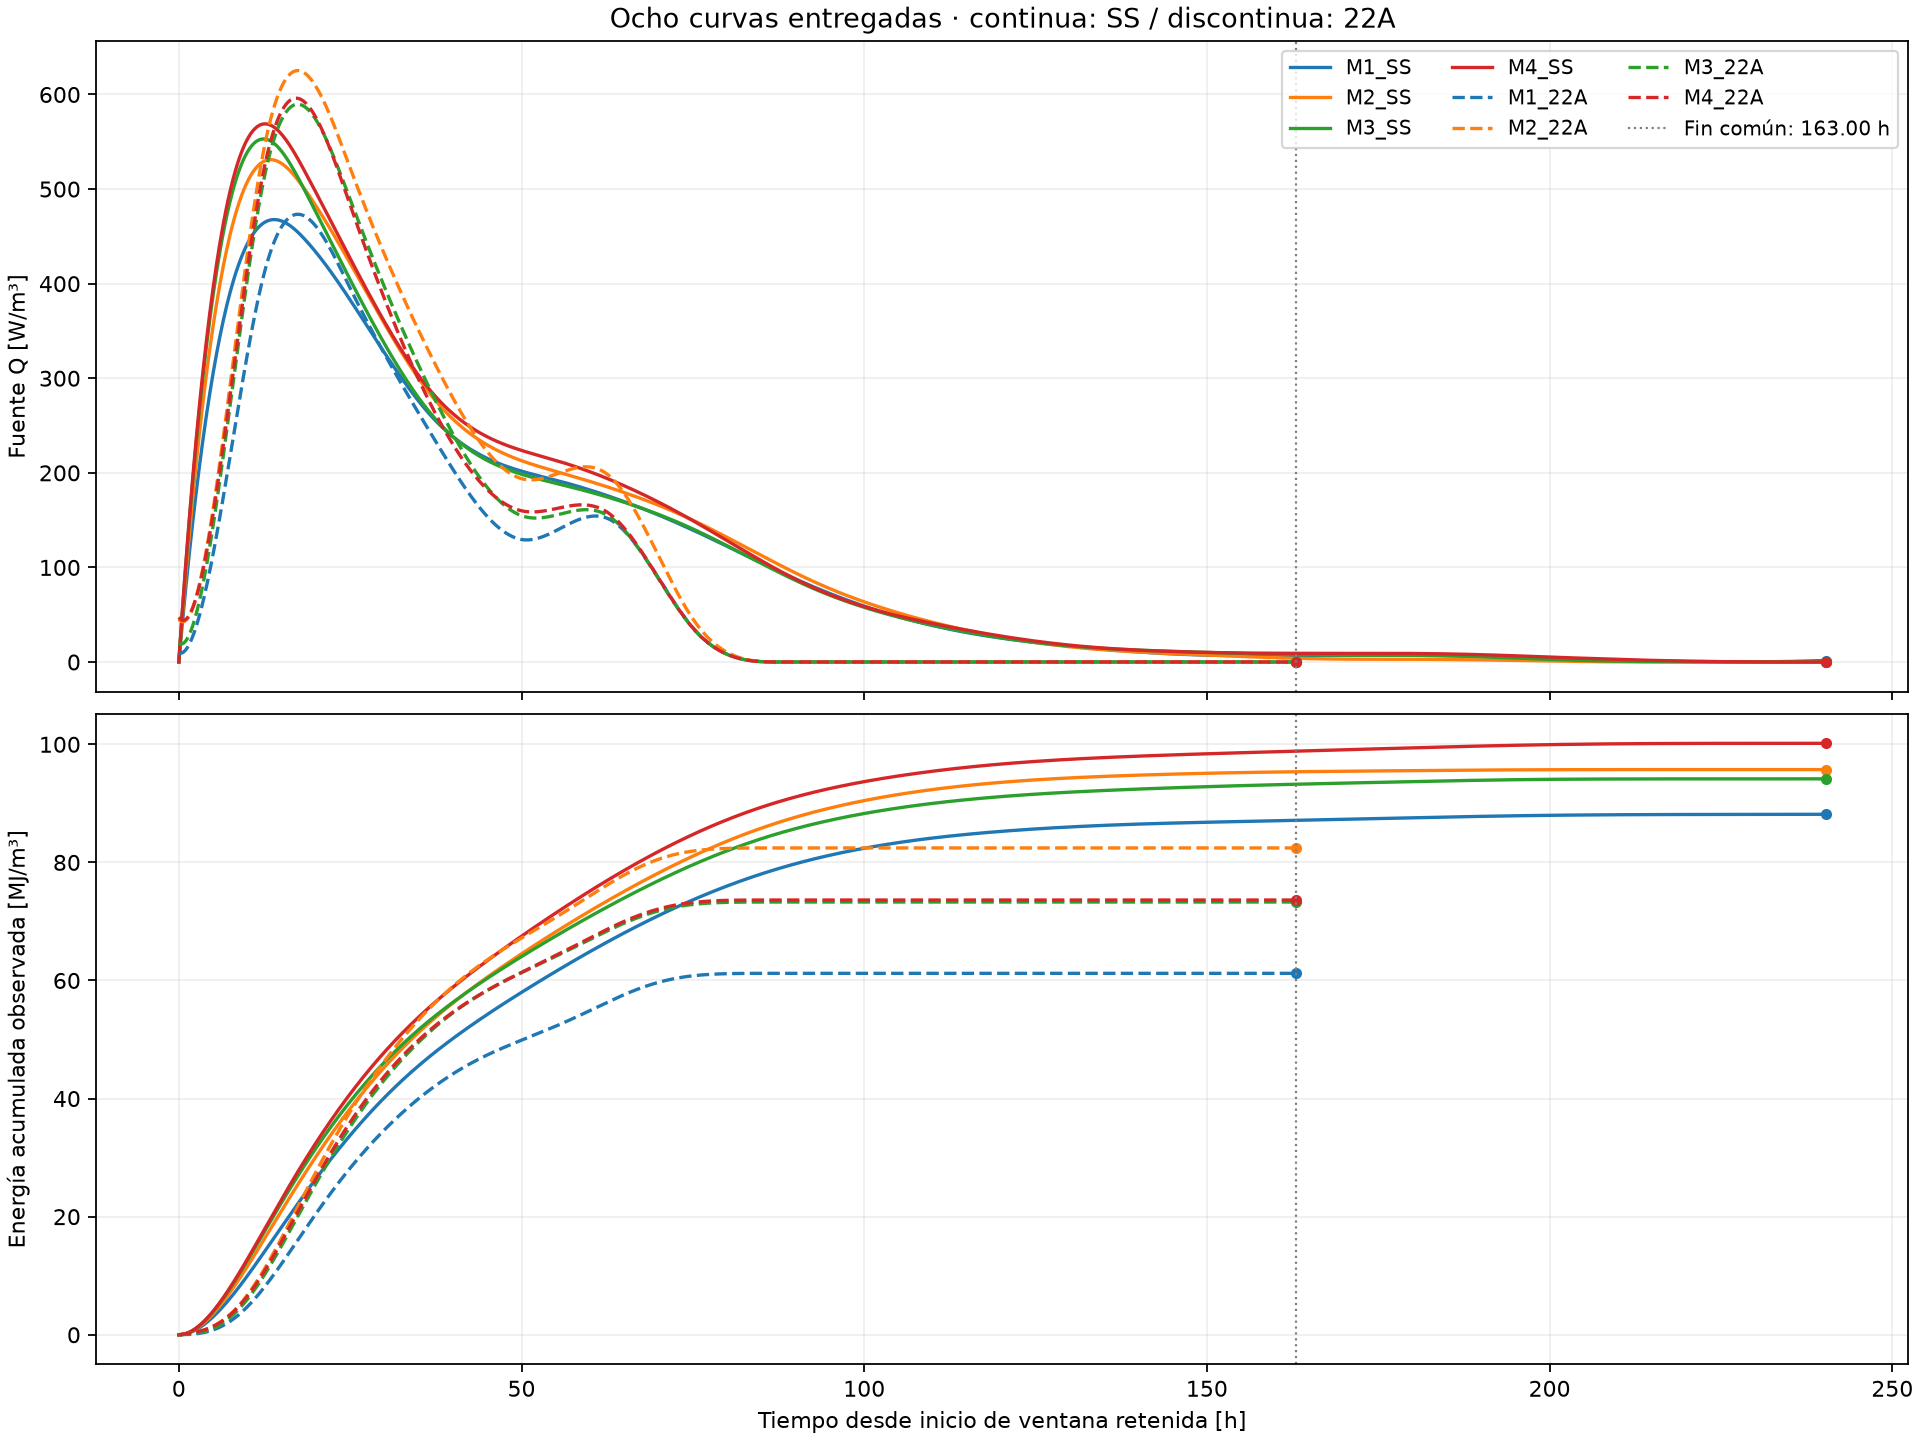 Ocho curvas entregadas · continua: SS / discontinua: 22A
Fuente Q [W/m³]
600
500
400
300
200
100
0
M1_SS
M2_SS
M3_SS
M4_SS
M1_22A
M2_22A
M3_22A
M4_22A
Fin común: 163.00 h
Energía acumulada observada [MJ/m³]
100
80
60
40
20
0
0 50 100 150 200 250
Tiempo desde inicio de ventana retenida [h]